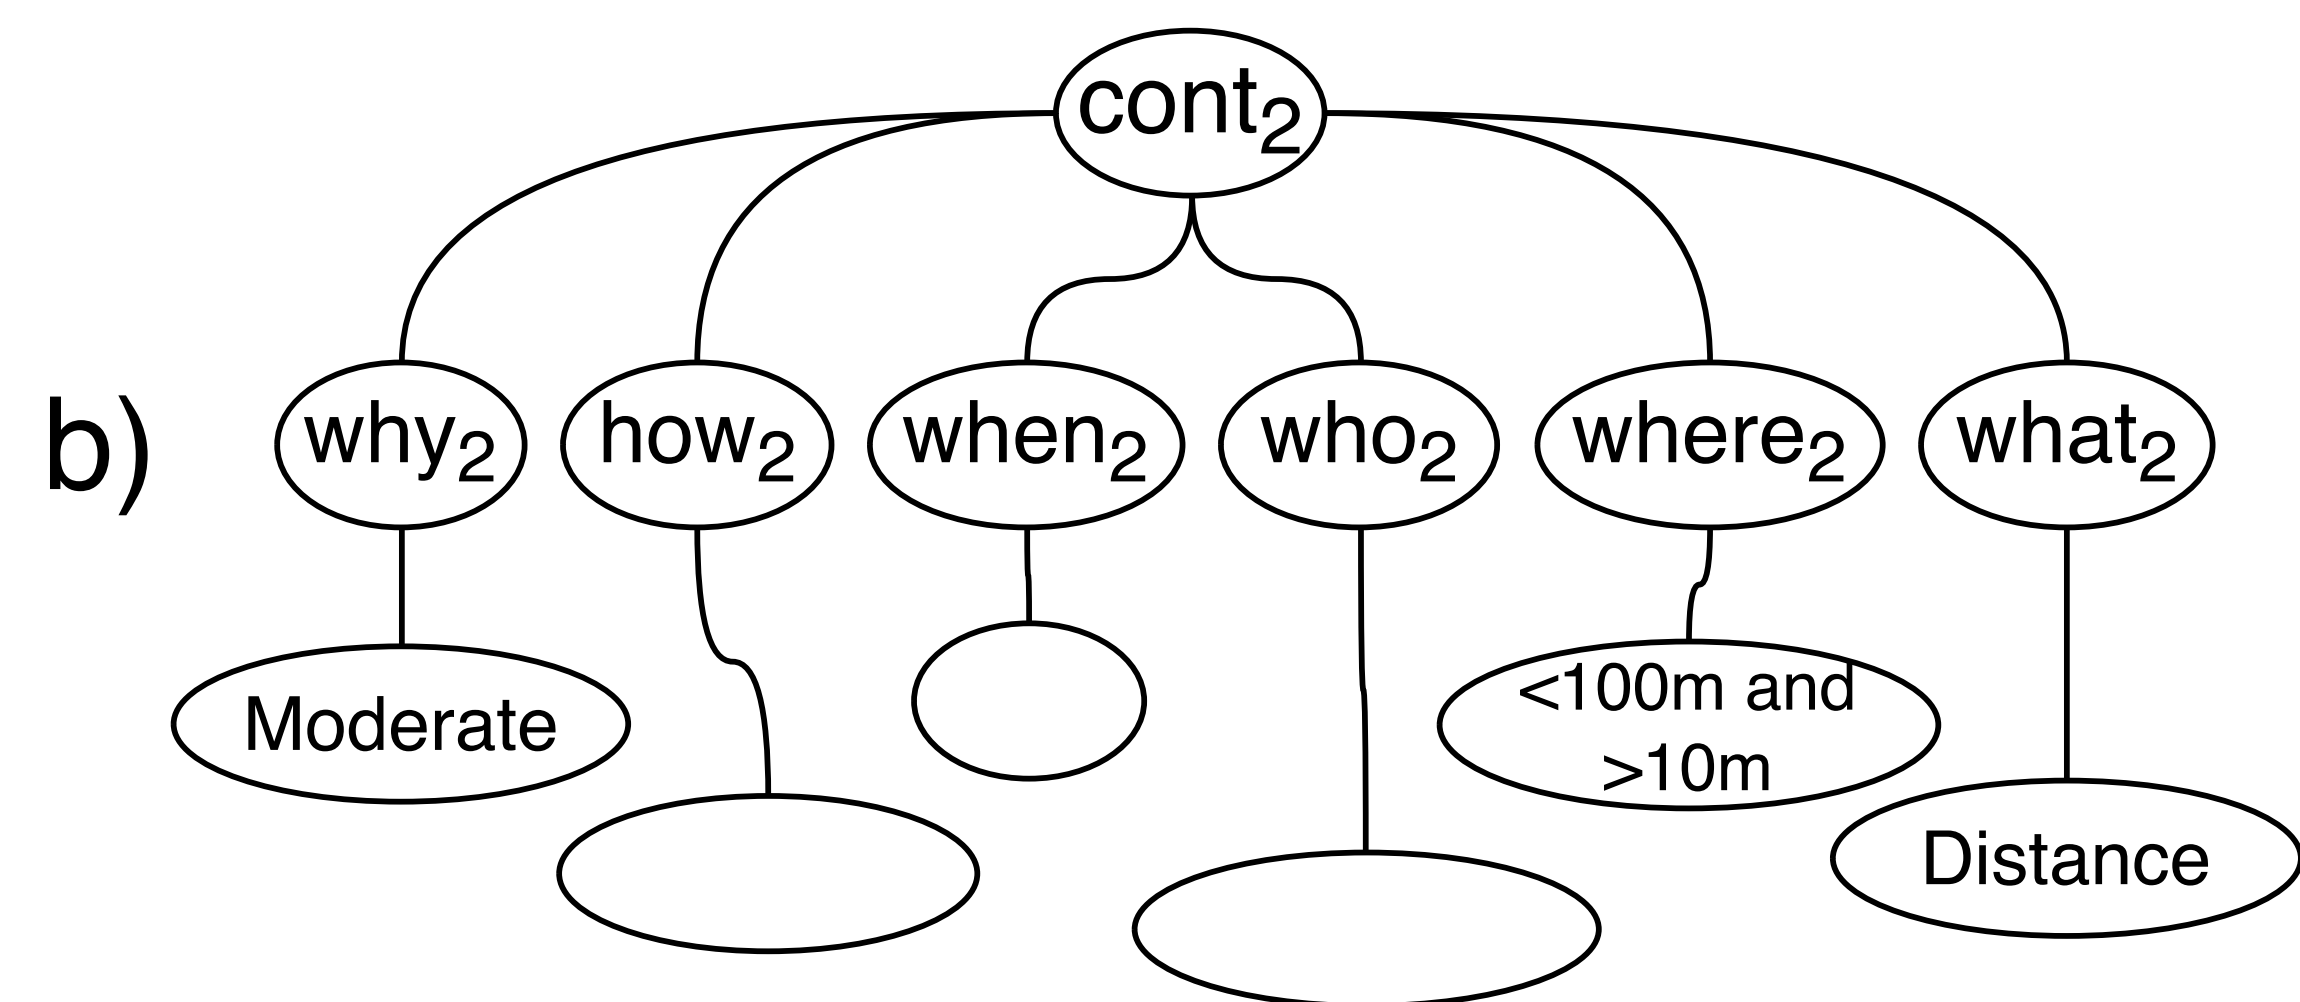 cont₂
b)
why₂
how₂
when₂
who₂
where₂
what₂
Moderate
<100m and
>10m
Distance